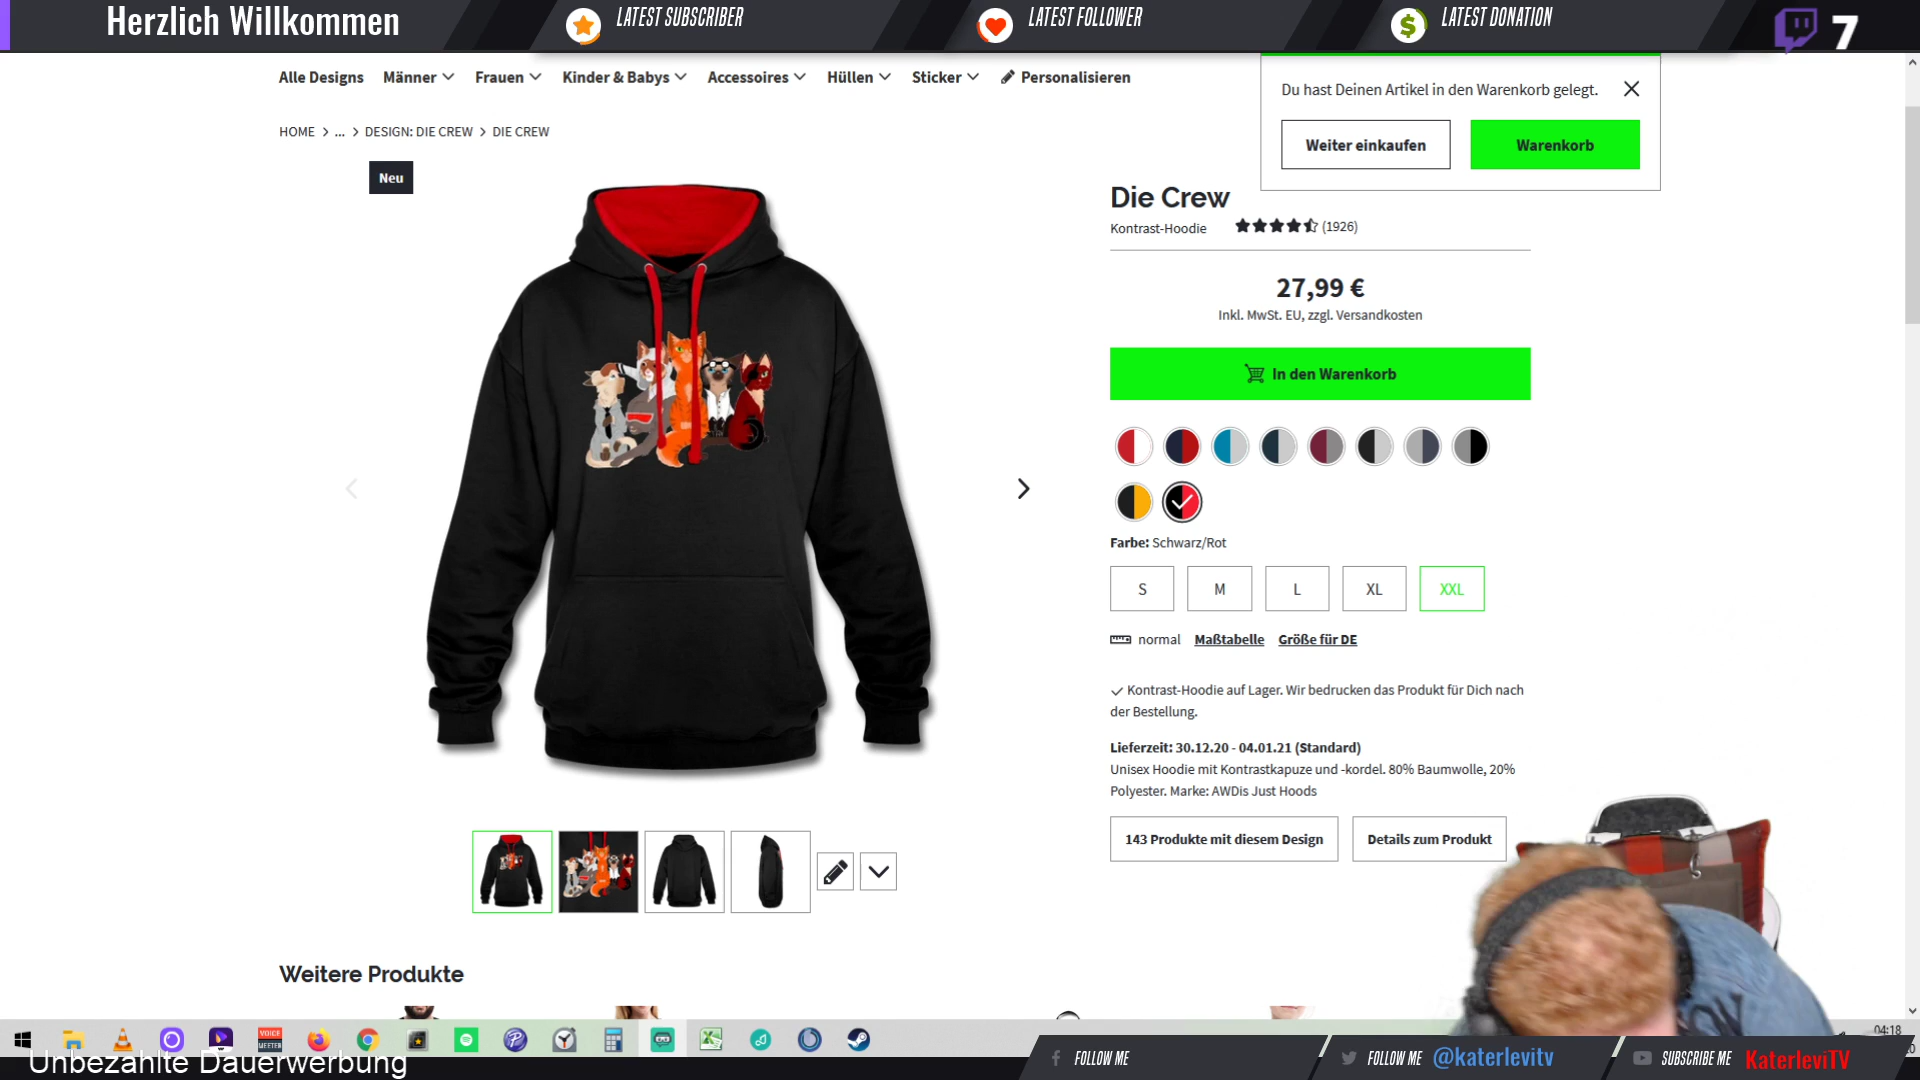 Herzlich Willkommen
LATEST SUBSCRIBER
LATEST FOLLOWER
LATEST DONATION
7
Alle Designs Männer Frauen Kinder & Babys Accessoires Hüllen Sticker Personalisieren
Du hast Deinen Artikel in den Warenkorb gelegt.
Weiter einkaufen
Warenkorb
HOME > ... > DESIGN: DIE CREW > DIE CREW
Neu
Die Crew
Kontrast-Hoodie
(1926)
27,99 €
Inkl. MwSt. EU, zzgl. Versandkosten
In den Warenkorb
Farbe: Schwarz/Rot
S M L XL XXL
normal Maßtabelle Größe für DE
Kontrast-Hoodie auf Lager. Wir bedrucken das Produkt für Dich nach
der Bestellung.
Lieferzeit: 30.12.20 - 04.01.21 (Standard)
Unisex Hoodie mit Kontrastkapuze und -kordel. 80% Baumwolle, 20%
Polyester. Marke: AWDis Just Hoods
143 Produkte mit diesem Design
Details zum Produkt
Weitere Produkte
VOICE
MEETER
04:18
Unbezahlte Dauerwerbung
FOLLOW ME
FOLLOW ME @katerlevitv
SUBSCRIBE ME KaterleviTV